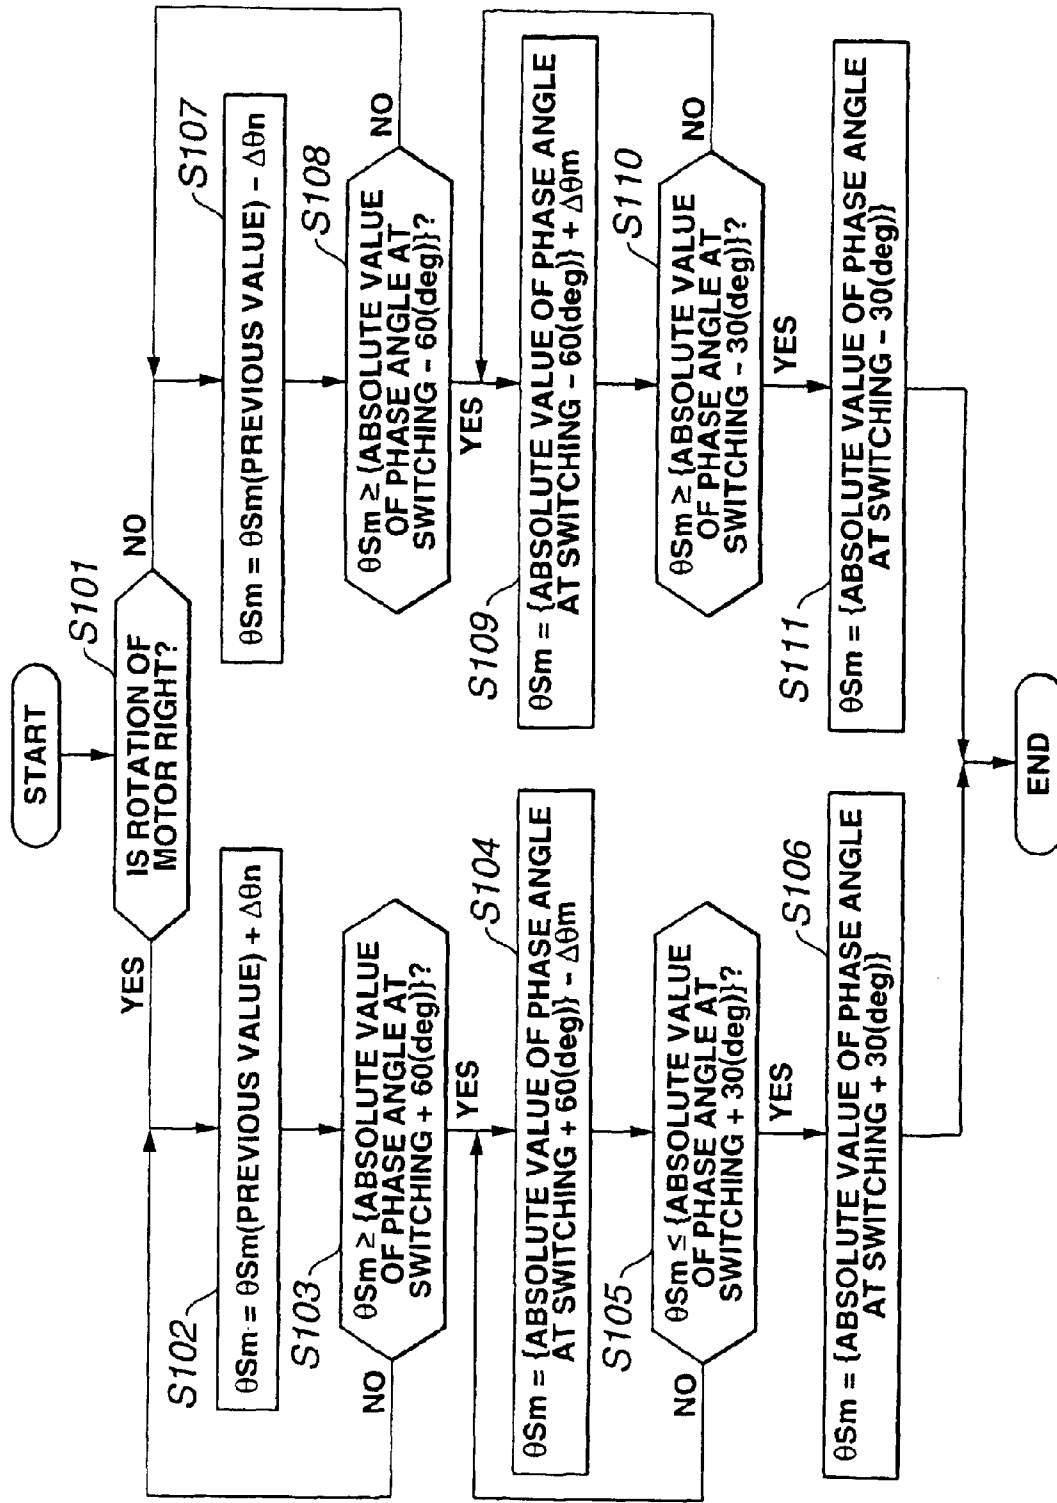 START
S101
IS ROTATION OF
MOTOR RIGHT?
YES
NO
S102
θSm = θSm(PREVIOUS VALUE) + Δθn
S103
θSm ≥ {ABSOLUTE VALUE
OF PHASE ANGLE AT
SWITCHING + 60(deg)}?
NO
YES
S104
θSm = {ABSOLUTE VALUE OF PHASE ANGLE
AT SWITCHING + 60(deg)} - Δθm
S105
θSm ≤ {ABSOLUTE VALUE
OF PHASE ANGLE AT
SWITCHING + 30(deg)}?
NO
YES
S106
θSm = {ABSOLUTE VALUE OF PHASE ANGLE
AT SWITCHING + 30(deg)}
S107
θSm = θSm(PREVIOUS VALUE) - Δθn
S108
θSm ≥ {ABSOLUTE VALUE
OF PHASE ANGLE AT
SWITCHING - 60(deg)}?
NO
YES
S109
θSm = {ABSOLUTE VALUE OF PHASE ANGLE
AT SWITCHING - 60(deg)} + Δθm
S110
θSm ≥ {ABSOLUTE VALUE
OF PHASE ANGLE AT
SWITCHING - 30(deg)}?
NO
YES
S111
θSm = {ABSOLUTE VALUE OF PHASE ANGLE
AT SWITCHING - 30(deg)}
END